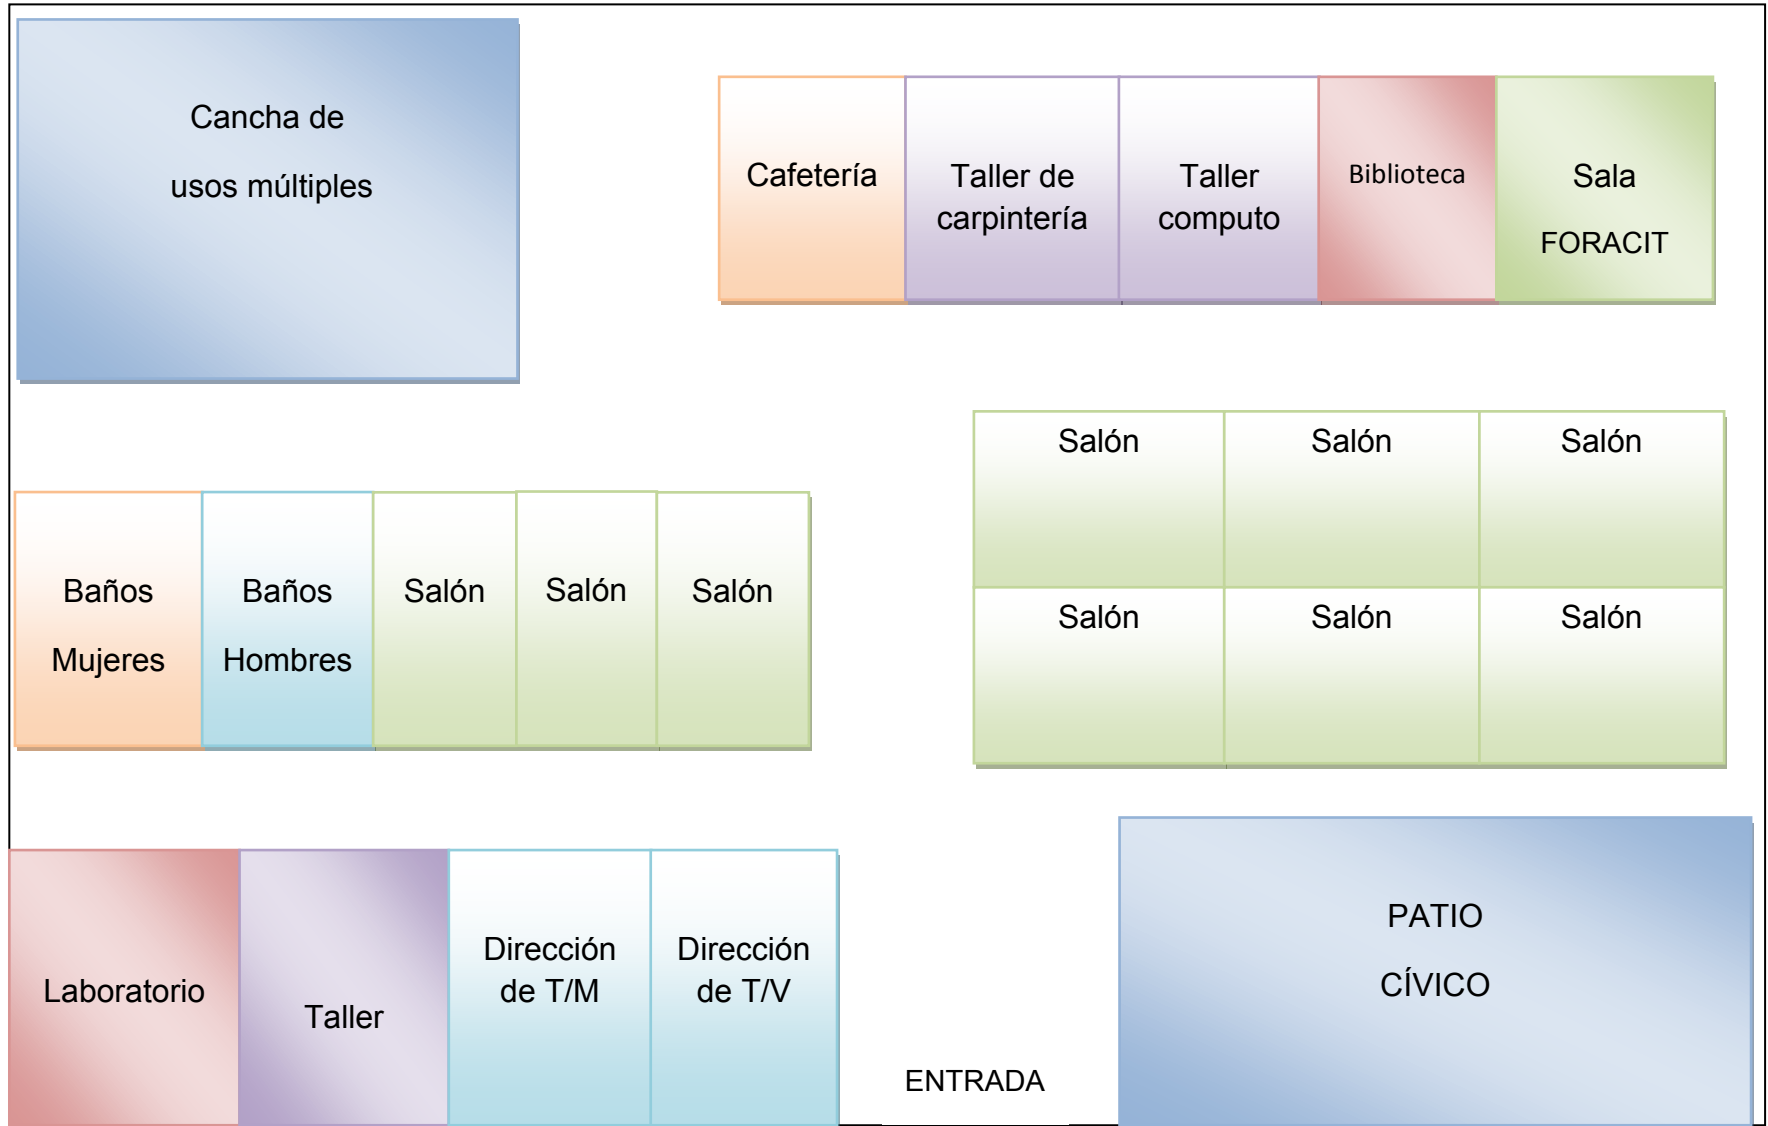 Cancha de
usos múltiples
Cafetería
Taller de
carpintería
Taller
computo
Biblioteca
Sala
FORACIT
Salón
Salón
Salón
Salón
Salón
Salón
Baños
Mujeres
Baños
Hombres
Salón
Salón
Salón
Laboratorio
Taller
Dirección
de T/M
Dirección
de T/V
ENTRADA
PATIO
CÍVICO